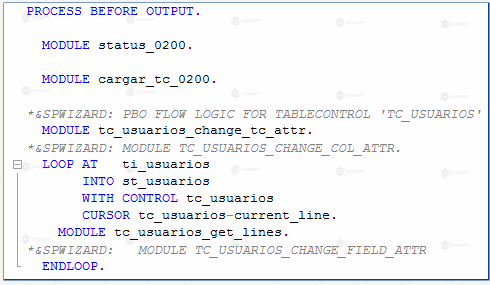 PROCESS BEFORE OUTPUT.
MODULE status_0200.
MODULE cargar_tc_0200.
*&SPWIZARD: PBO FLOW LOGIC FOR TABLECONTROL 'TC_USUARIOS'
MODULE tc_usuarios_change_tc_attr.
*&SPWIZARD: MODULE TC_USUARIOS_CHANGE_COL_ATTR.
LOOP AT   ti_usuarios
INTO st_usuarios
WITH CONTROL tc_usuarios
CURSOR tc_usuarios-current_line.
MODULE tc_usuarios_get_lines.
*&SPWIZARD:   MODULE TC_USUARIOS_CHANGE_FIELD_ATTR
ENDLOOP.